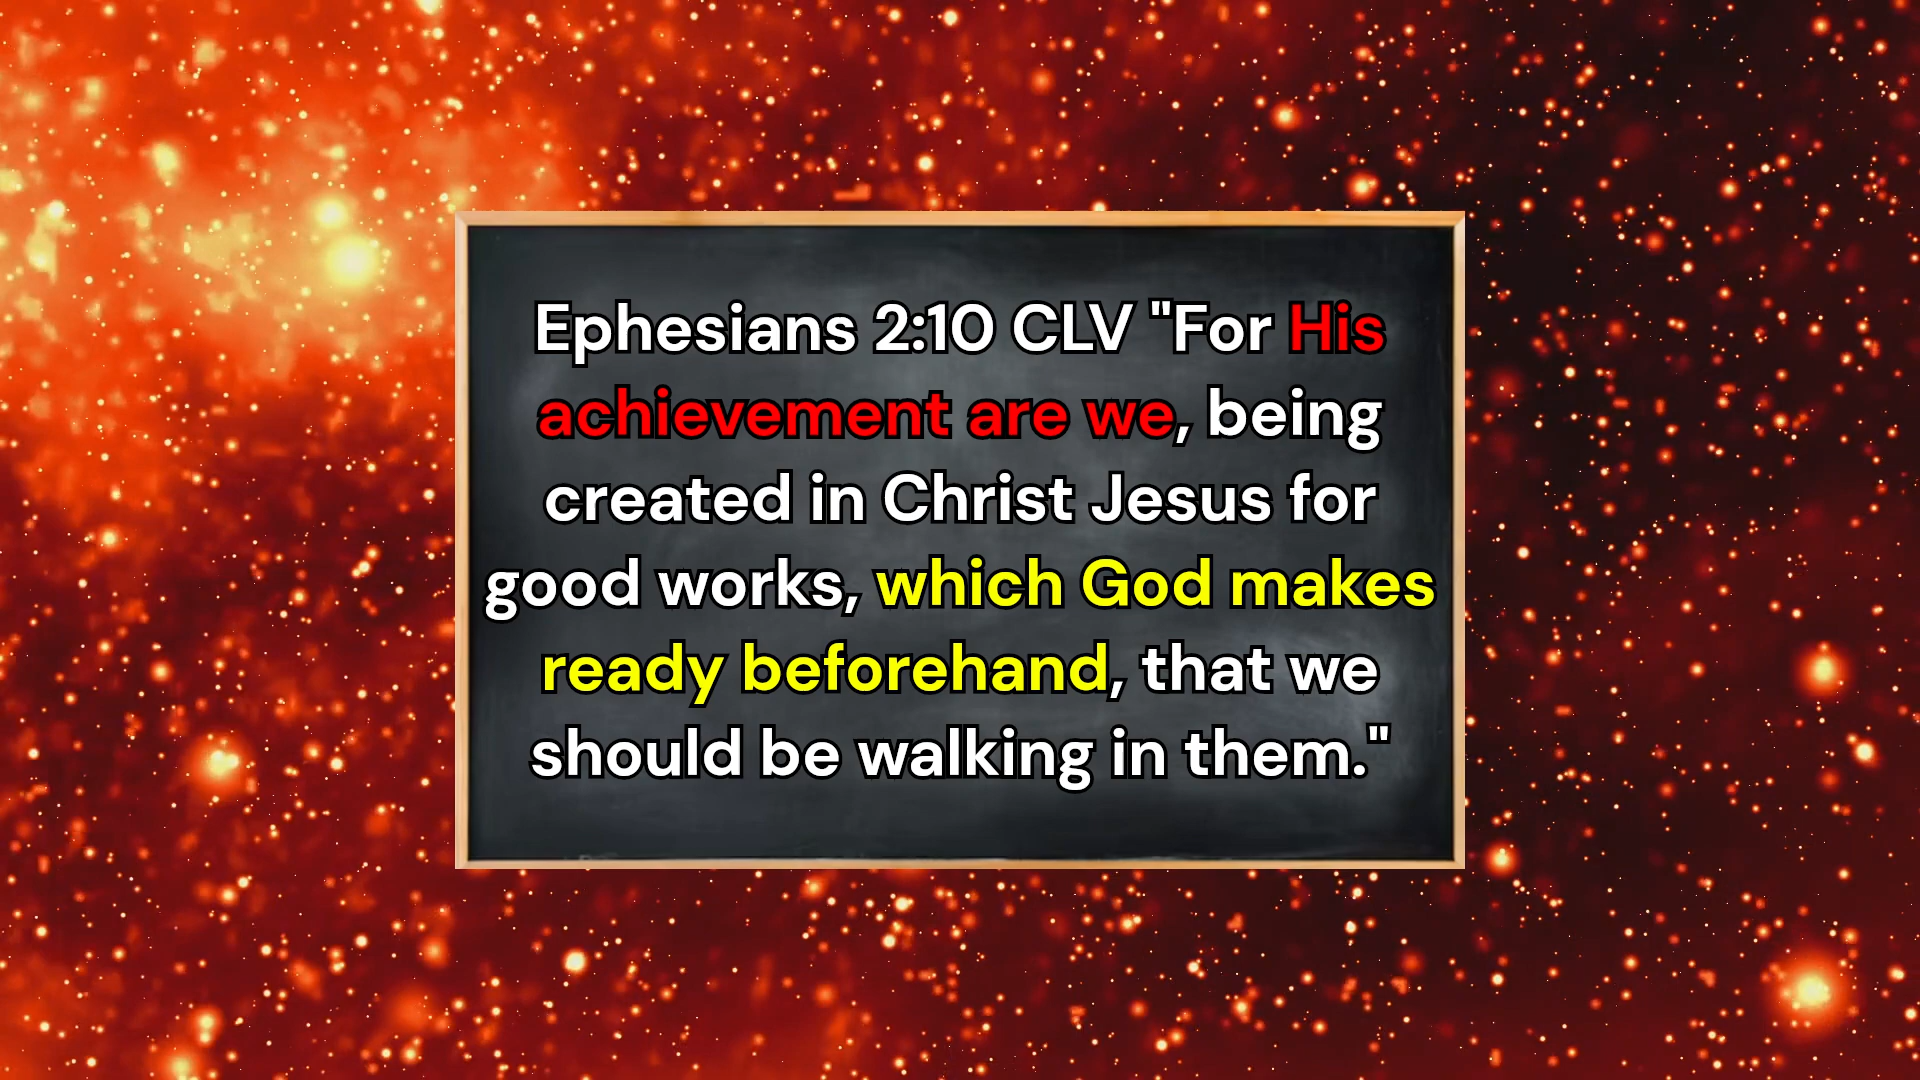 Ephesians 2:10 CLV "For His
achievement are we, being
created in Christ Jesus for
good works, which God makes
ready beforehand, that we
should be walking in them."